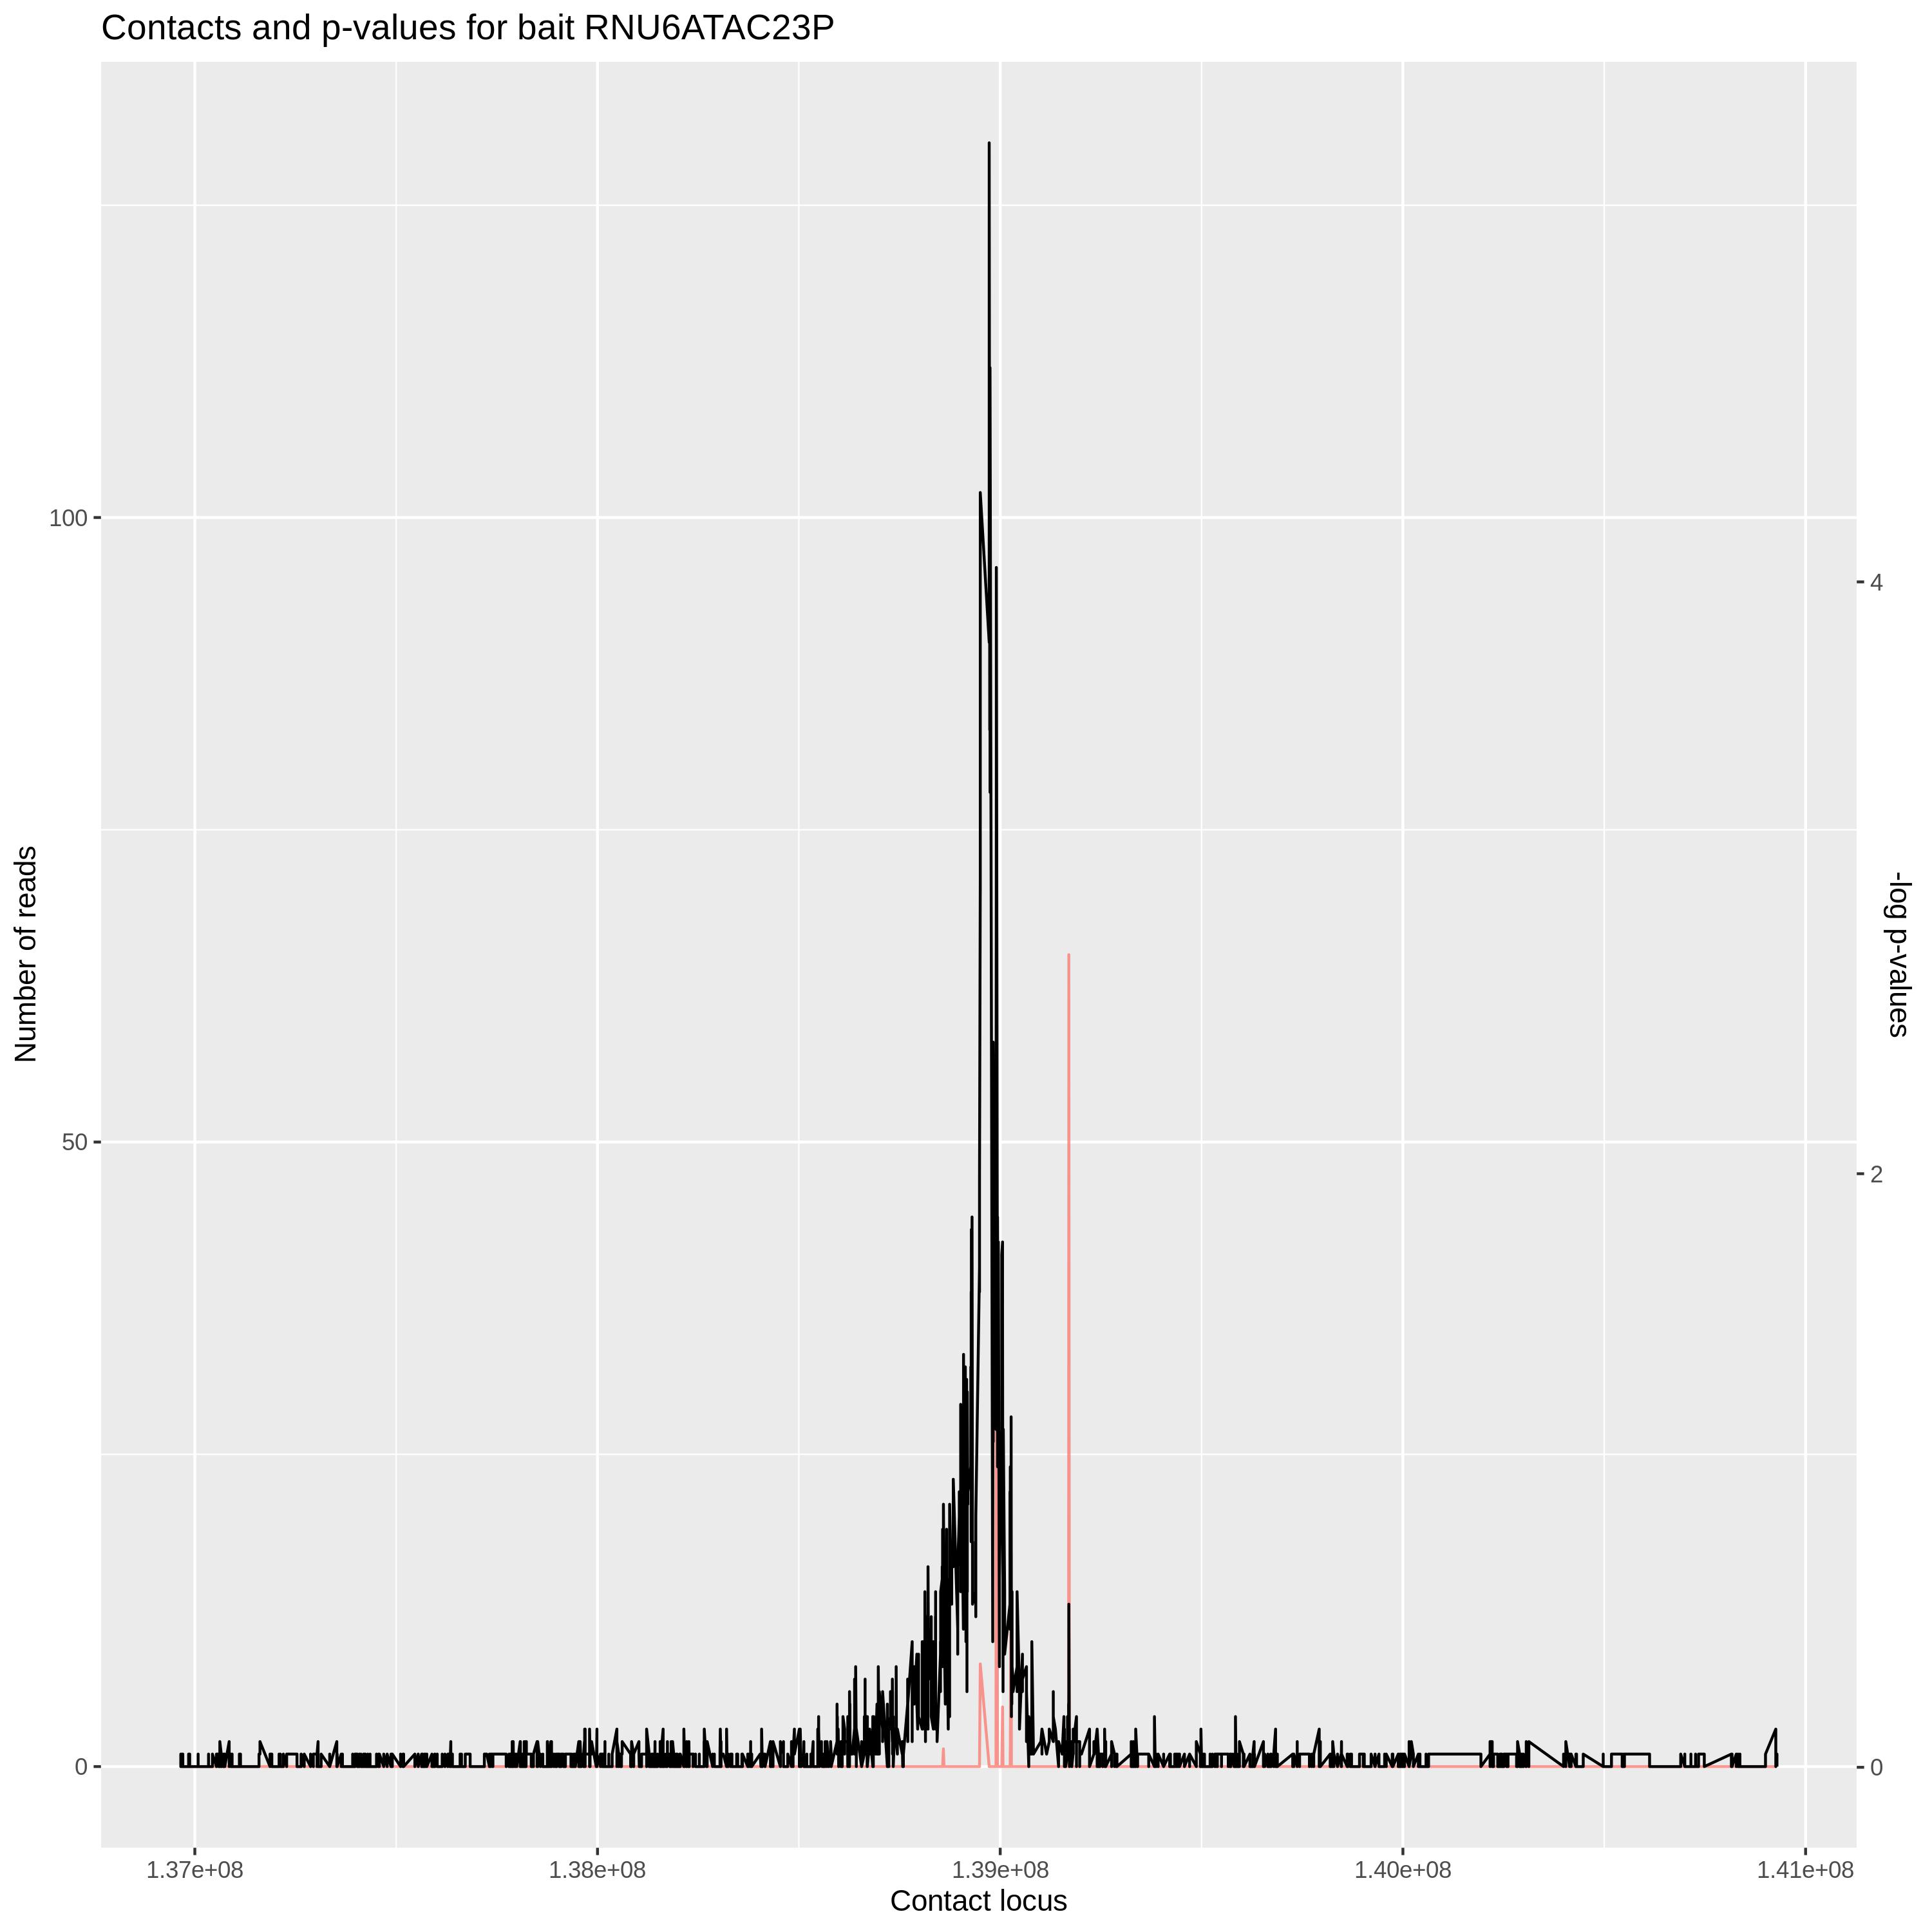 Contacts and p-values for bait RNU6ATAC23P
100
50
0
Number of reads
4
2
0
-log p-values
1.37e+08 1.38e+08 1.39e+08 1.40e+08 1.41e+08
Contact locus